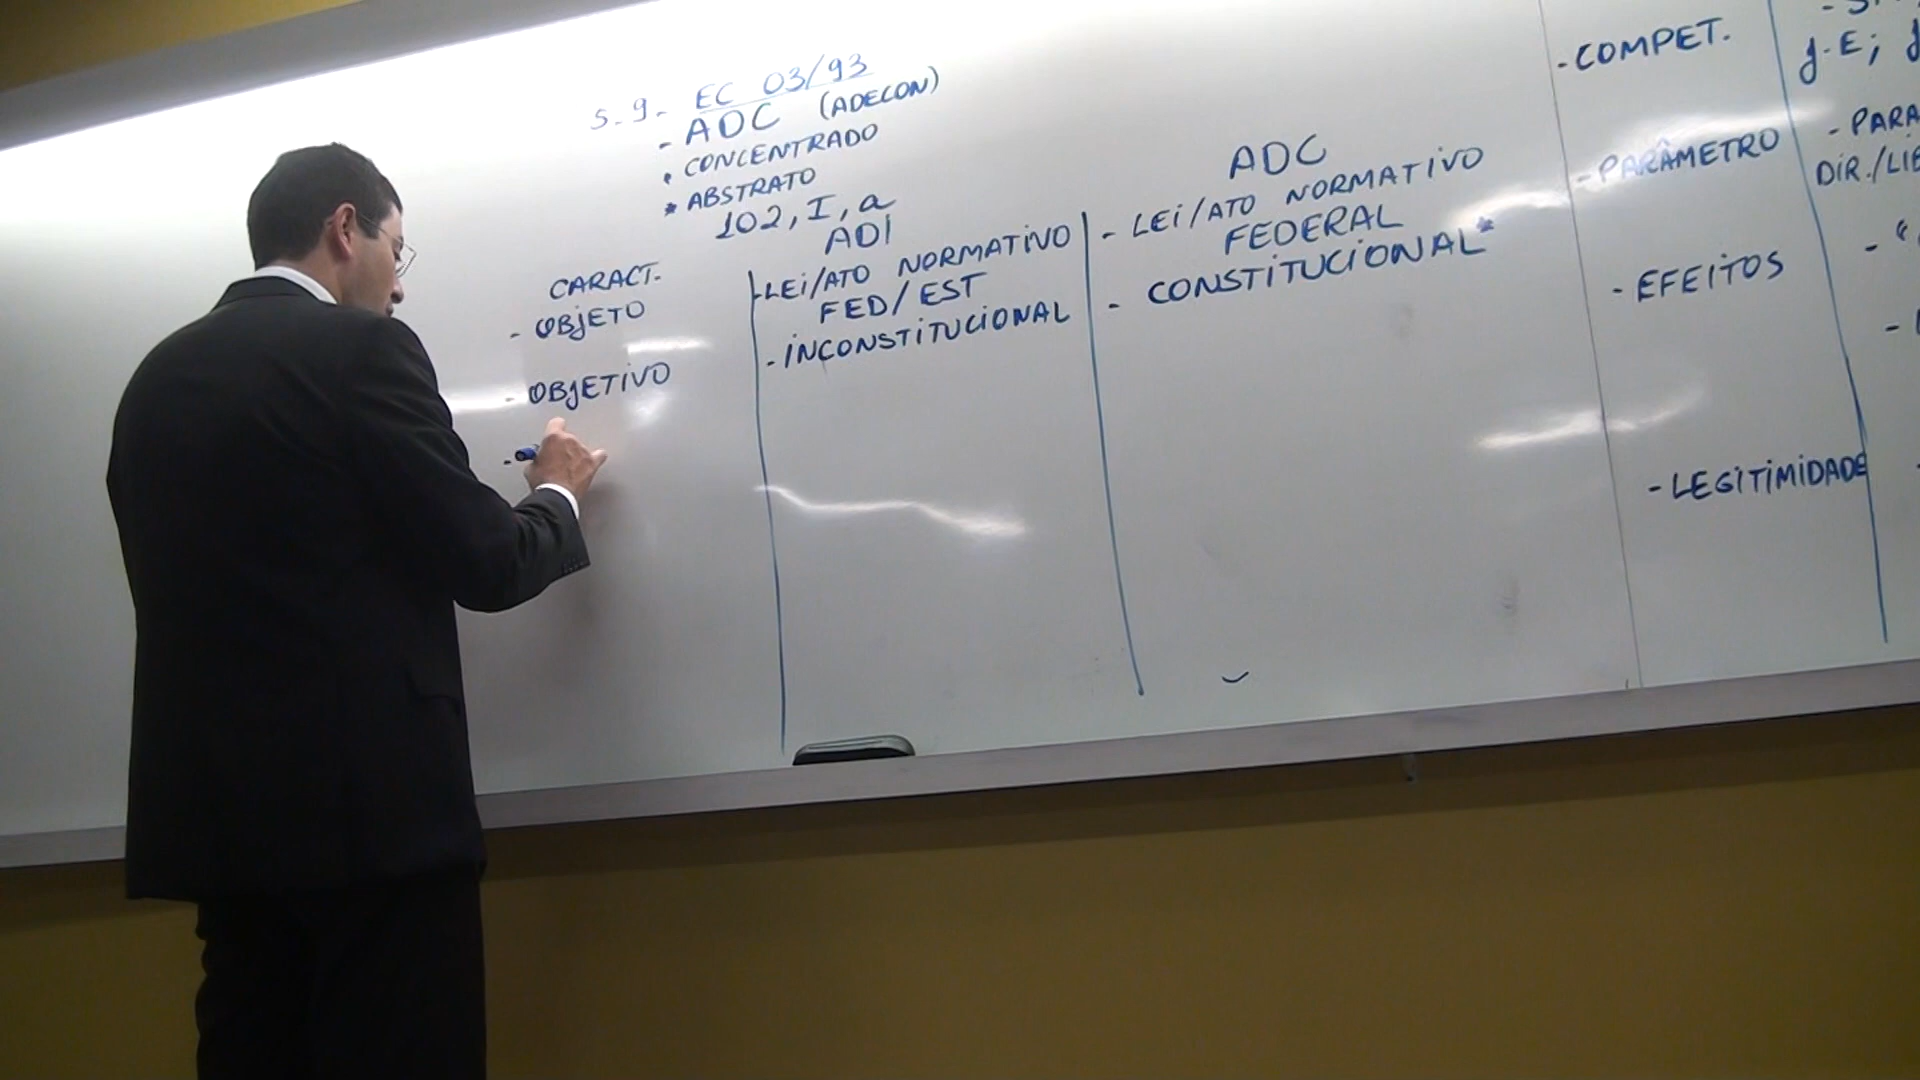 5.9- EC 03/93
- ADC (ADECON)
• CONCENTRADO
* ABSTRATO
102, I, a
CARACT.
ADI
ADC
- OBJETO
- LEI/ATO NORMATIVO
FED/EST
- LEI/ATO NORMATIVO
FEDERAL
- OBJETIVO
- INCONSTITUCIONAL
- CONSTITUCIONAL*
-
- COMPET.
J.E; J
- PARÂMETRO
- PARA
DIR./LIB
- EFEITOS
- LEGITIMIDADE